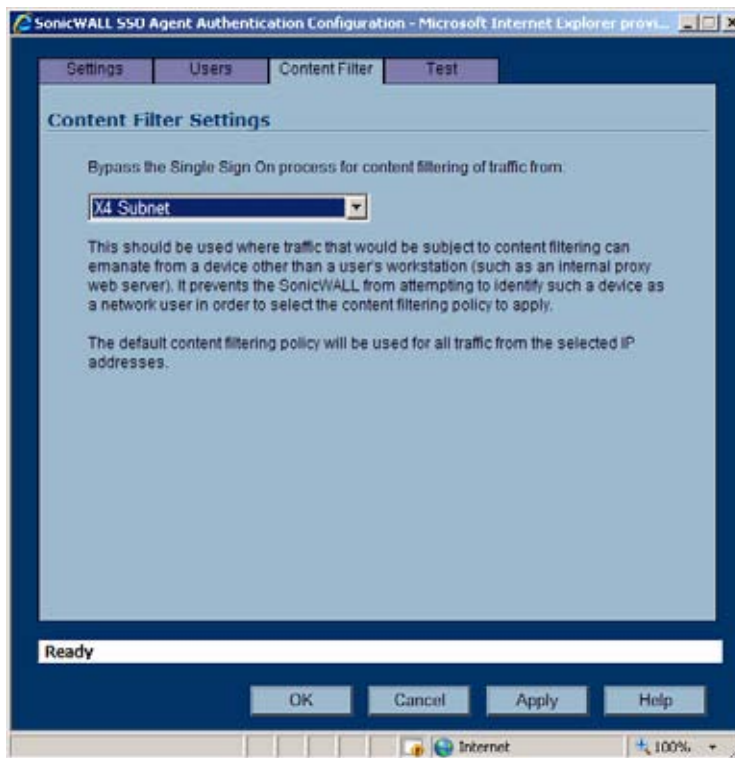 SonicWALL SSO Agent Authentication Configuration - Microsoft Internet Explorer provi...
Settings
Users
Content Filter
Test
Content Filter Settings
Bypass the Single Sign On process for content filtering of traffic from:
X4 Subnet
This should be used where traffic that would be subject to content filtering can
emanate from a device other than a user's workstation (such as an internal proxy
web server). It prevents the SonicWALL from attempting to identify such a device as
a network user in order to select the content filtering policy to apply.
The default content filtering policy will be used for all traffic from the selected IP
addresses.
Ready
OK
Cancel
Apply
Help
Internet
100%